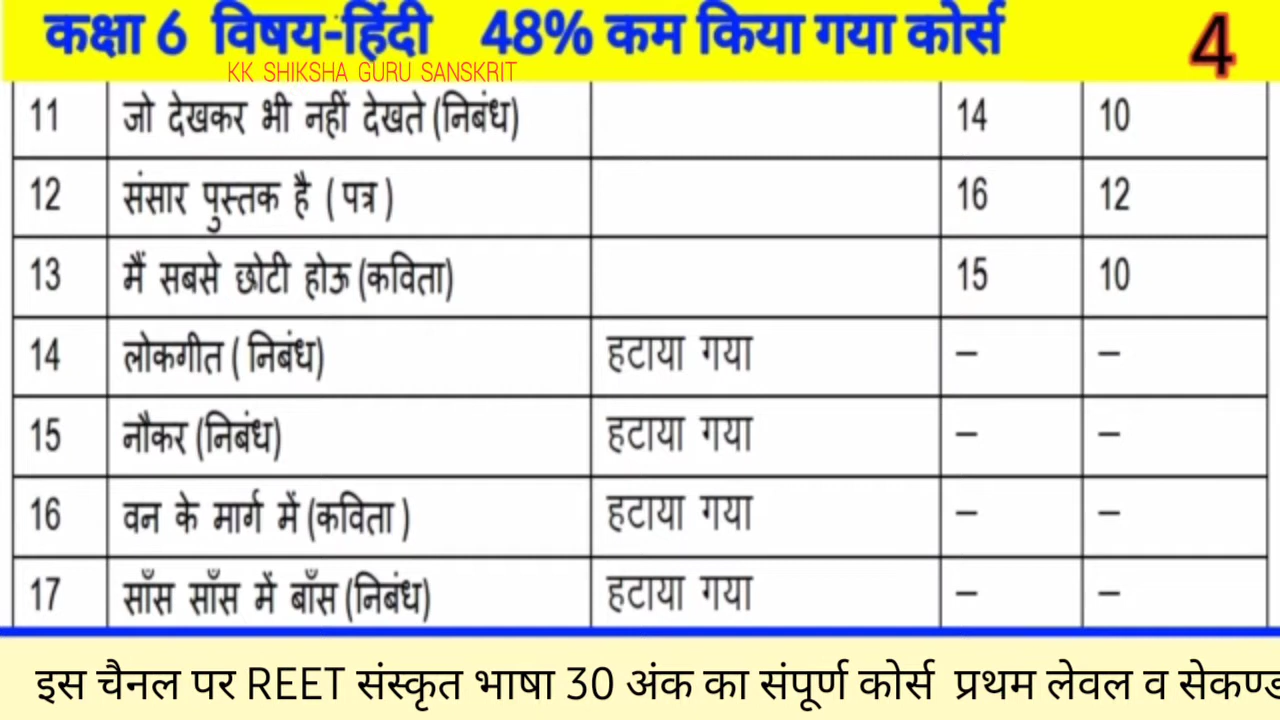 कक्षा 6 विषय-हिंदी 48% कम किया गया कोर्स 4
KK SHIKSHA GURU SANSKRIT
11 जो देखकर भी नहीं देखते (निबंध) 14 10
12 संसार पुस्तक है ( पत्र ) 16 12
13 मैं सबसे छोटी होऊ (कविता) 15 10
14 लोकगीत ( निबंध) हटाया गया – –
15 नौकर (निबंध) हटाया गया – –
16 वन के मार्ग में (कविता ) हटाया गया – –
17 साँस साँस में बाँस (निबंध) हटाया गया – –
इस चैनल पर REET संस्कृत भाषा 30 अंक का संपूर्ण कोर्स प्रथम लेवल व